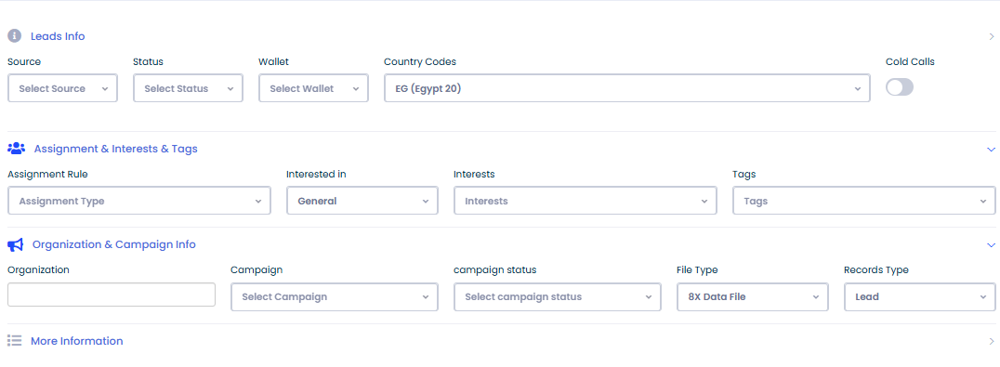 Leads Info
Source Status Wallet Country Codes Cold Calls
Select Source Select Status Select Wallet EG (Egypt 20)
Assignment & Interests & Tags
Assignment Rule Interested in Interests Tags
Assignment Type General Interests Tags
Organization & Campaign Info
Organization Campaign campaign status File Type Records Type
Select Campaign Select campaign status 8X Data File Lead
More Information